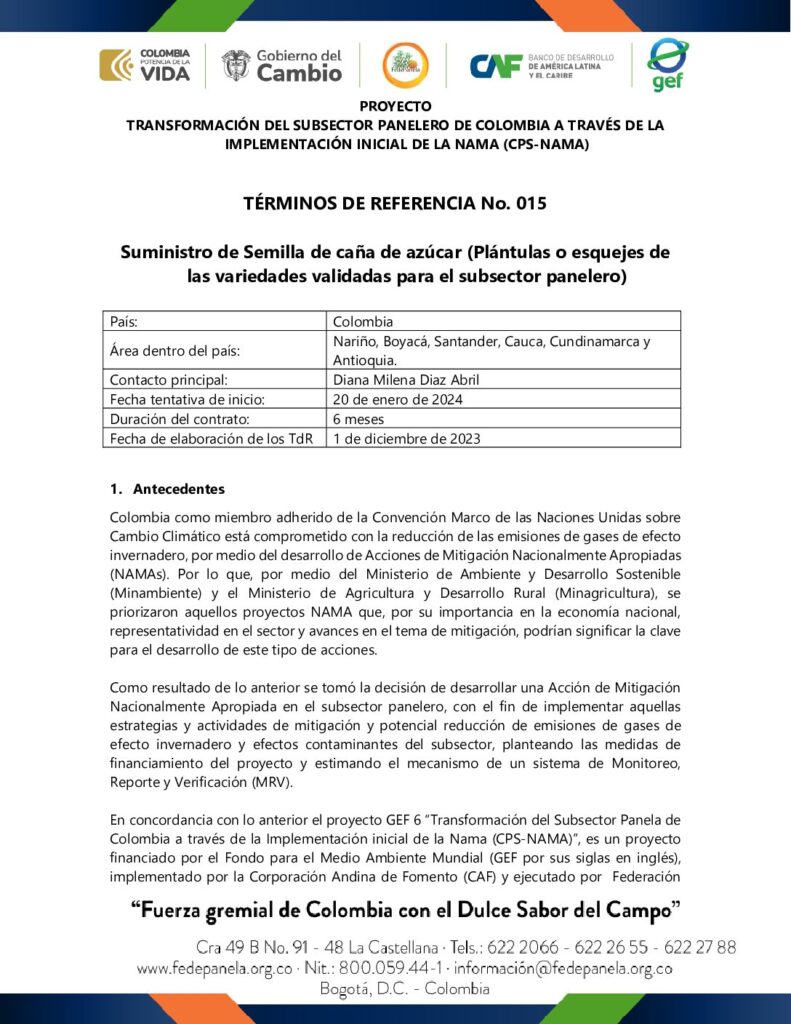 COLOMBIA
POTENCIA DE LA
VIDA
Gobierno del
Cambio
Fedepanela
CAF
BANCO DE DESARROLLO
DE AMÉRICA LATINA
Y EL CARIBE
gef
PROYECTO
TRANSFORMACIÓN DEL SUBSECTOR PANELERO DE COLOMBIA A TRAVÉS DE LA
IMPLEMENTACIÓN INICIAL DE LA NAMA (CPS-NAMA)
TÉRMINOS DE REFERENCIA No. 015
Suministro de Semilla de caña de azúcar (Plántulas o esquejes de
las variedades validadas para el subsector panelero)
País: Colombia
Área dentro del país: Nariño, Boyacá, Santander, Cauca, Cundinamarca y
Antioquia.
Contacto principal: Diana Milena Diaz Abril
Fecha tentativa de inicio: 20 de enero de 2024
Duración del contrato: 6 meses
Fecha de elaboración de los TdR 1 de diciembre de 2023
1. Antecedentes
Colombia como miembro adherido de la Convención Marco de las Naciones Unidas sobre
Cambio Climático está comprometido con la reducción de las emisiones de gases de efecto
invernadero, por medio del desarrollo de Acciones de Mitigación Nacionalmente Apropiadas
(NAMAs). Por lo que, por medio del Ministerio de Ambiente y Desarrollo Sostenible
(Minambiente) y el Ministerio de Agricultura y Desarrollo Rural (Minagricultura), se
priorizaron aquellos proyectos NAMA que, por su importancia en la economía nacional,
representatividad en el sector y avances en el tema de mitigación, podrían significar la clave
para el desarrollo de este tipo de acciones.
Como resultado de lo anterior se tomó la decisión de desarrollar una Acción de Mitigación
Nacionalmente Apropiada en el subsector panelero, con el fin de implementar aquellas
estrategias y actividades de mitigación y potencial reducción de emisiones de gases de
efecto invernadero y efectos contaminantes del subsector, planteando las medidas de
financiamiento del proyecto y estimando el mecanismo de un sistema de Monitoreo,
Reporte y Verificación (MRV).
En concordancia con lo anterior el proyecto GEF 6 “Transformación del Subsector Panela de
Colombia a través de la Implementación inicial de la Nama (CPS-NAMA)”, es un proyecto
financiado por el Fondo para el Medio Ambiente Mundial (GEF por sus siglas en inglés),
implementado por la Corporación Andina de Fomento (CAF) y ejecutado por Federación
“Fuerza gremial de Colombia con el Dulce Sabor del Campo”
Cra 49 B No. 91 - 48 La Castellana · Tels.: 622 2066 - 622 26 55 - 622 27 88
www.fedepanela.org.co · Nit.: 800.059.44-1 · información@fedepanela.org.co
Bogotá, D.C. - Colombia